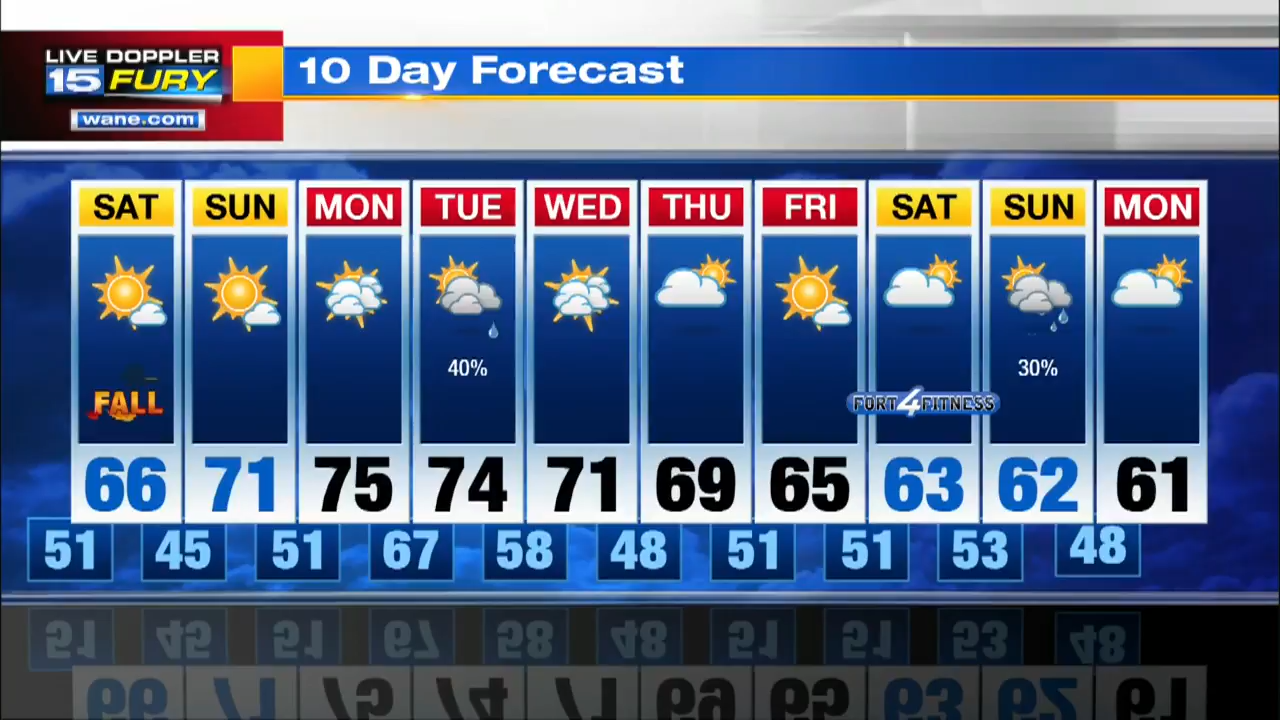 LIVE DOPPLER
15 FURY
wane.com
10 Day Forecast
SAT SUN MON TUE WED THU FRI SAT SUN MON
40% 30%
FALL FORT4FITNESS
66 71 75 74 71 69 65 63 62 61
51 45 51 67 58 48 51 51 53 48